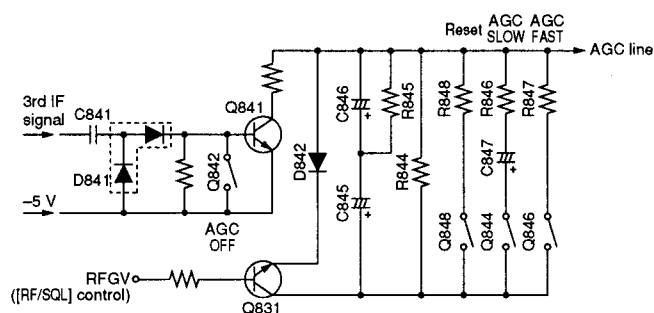 Reset
AGC
SLOW
AGC
FAST
AGC line
3rd IF
signal
C841
Q841
D841
Q842
AGC
OFF
–5 V
D842
C846
C845
R845
R844
R848
R846
R847
C847
Q848
Q844
Q846
RFGV
([RF/SQL] control)
Q831